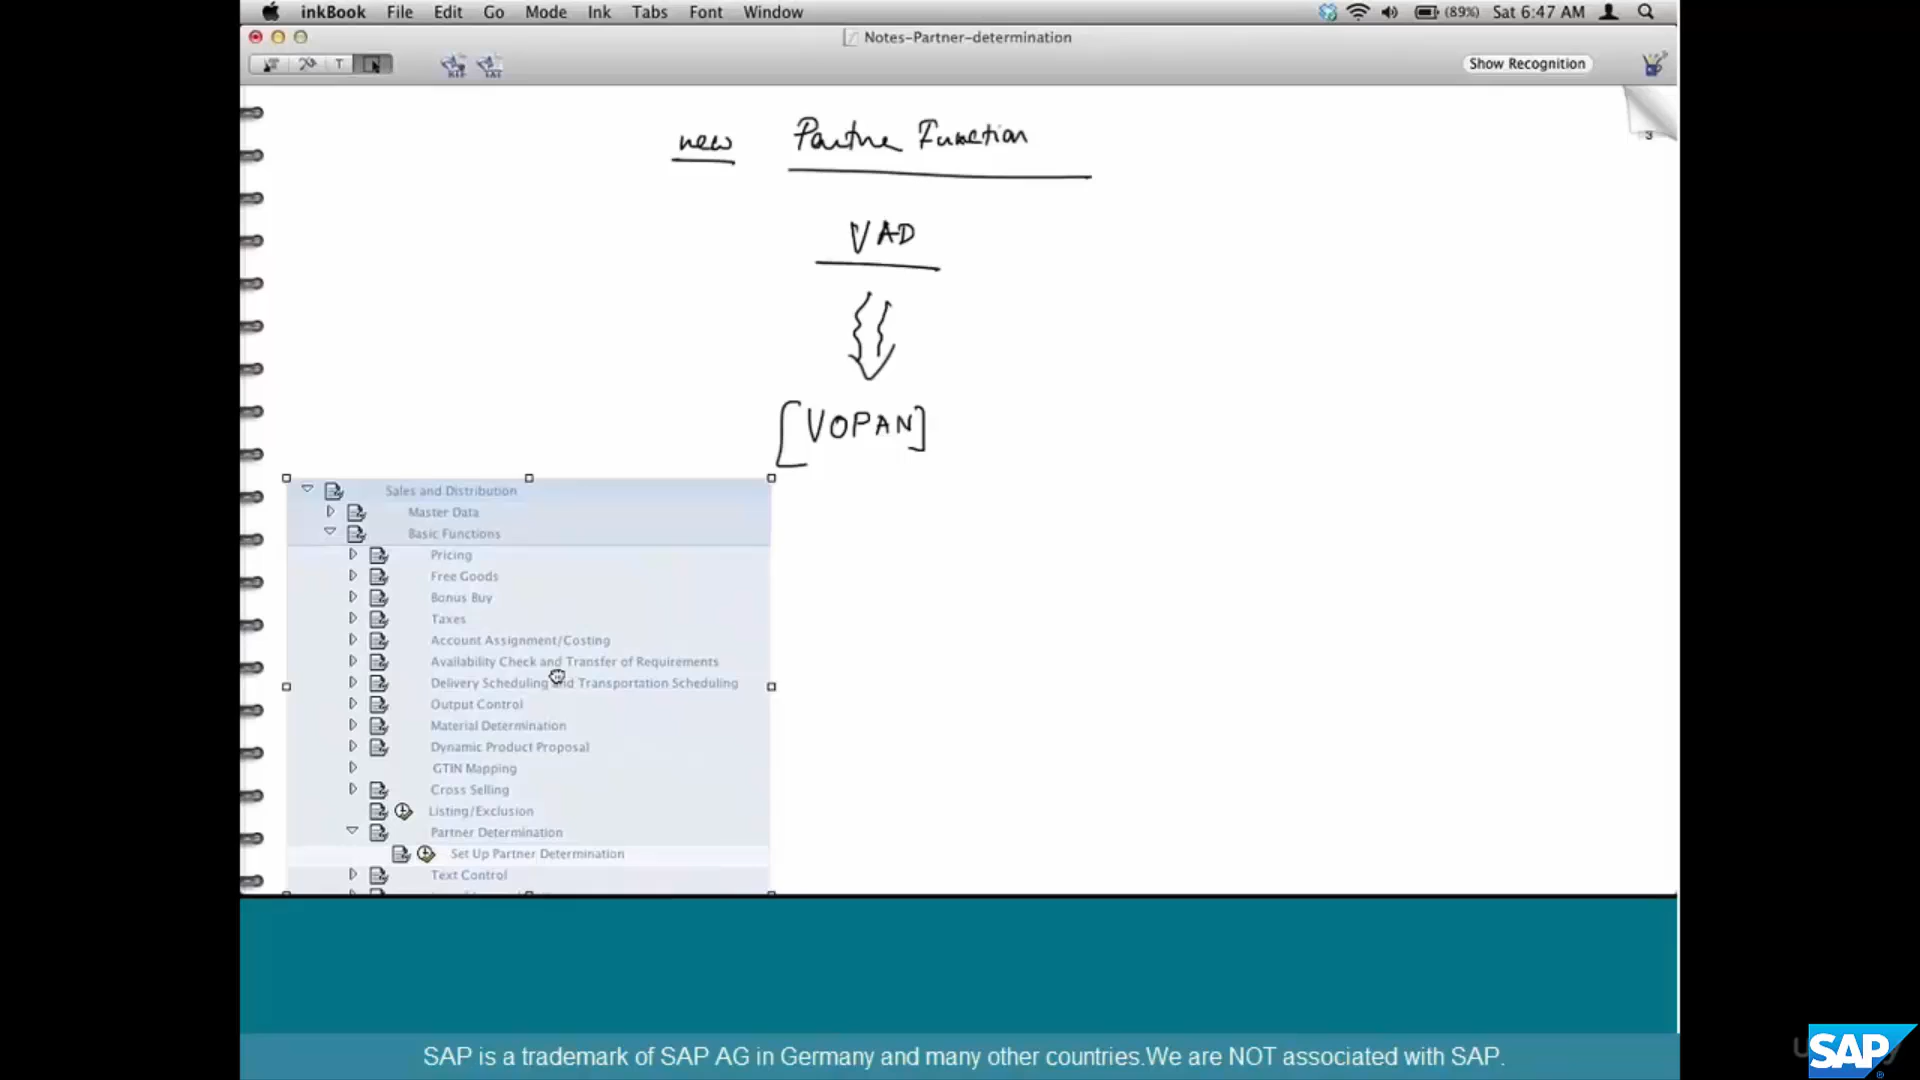 inkBook File Edit Go Mode Ink Tabs Font Window (89%) Sat 6:47 AM
Notes-Partner-determination
T Show Recognition
3
new Partner Function
VAD
[VOPAN]
Sales and Distribution
Master Data
Basic Functions
Pricing
Free Goods
Bonus Buy
Taxes
Account Assignment/Costing
Availability Check and Transfer of Requirements
Delivery Scheduling and Transportation Scheduling
Output Control
Material Determination
Dynamic Product Proposal
GTIN Mapping
Cross Selling
Listing/Exclusion
Partner Determination
Set Up Partner Determination
Text Control
SAP is a trademark of SAP AG in Germany and many other countries.We are NOT associated with SAP.
SAP